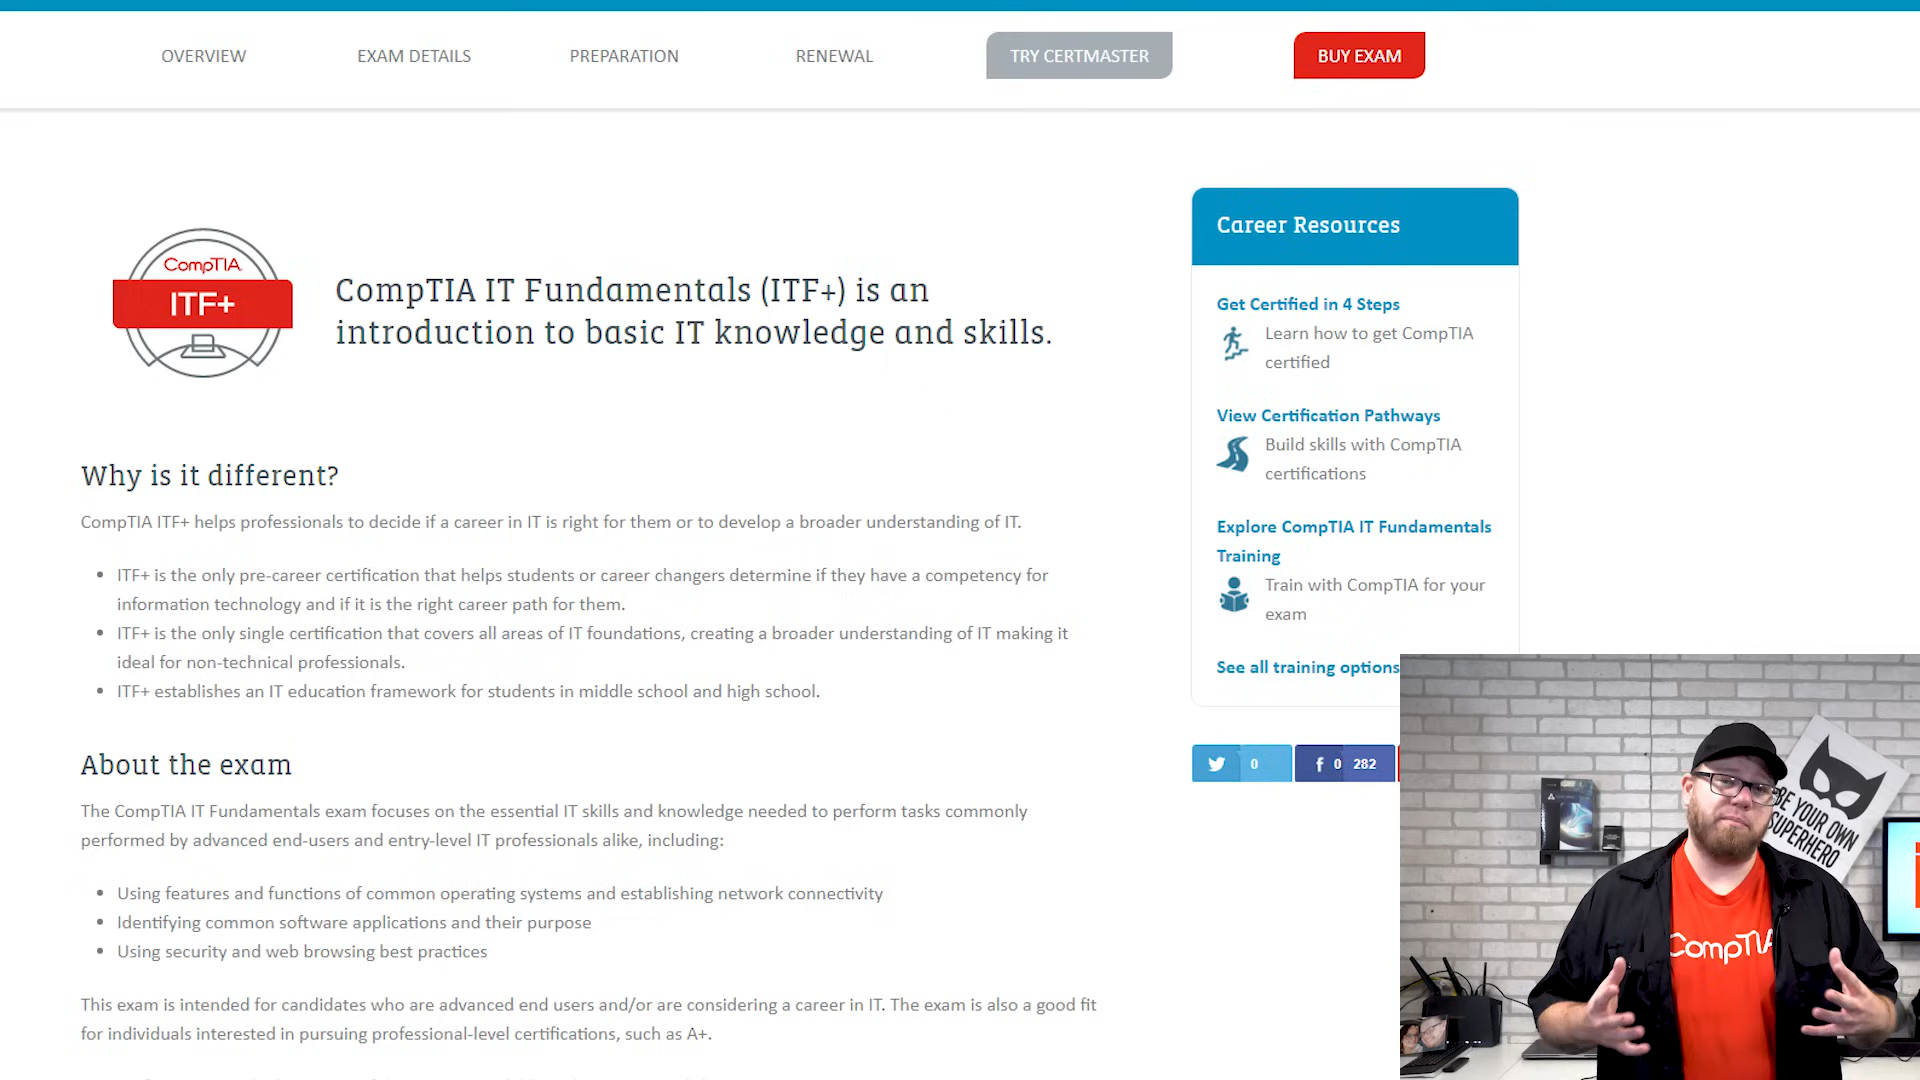 OVERVIEW
EXAM DETAILS
PREPARATION
RENEWAL
TRY CERTMASTER
BUY EXAM
CompTIA
ITF+
CompTIA IT Fundamentals (ITF+) is an
introduction to basic IT knowledge and skills.
Why is it different?
CompTIA ITF+ helps professionals to decide if a career in IT is right for them or to develop a broader understanding of IT.
• ITF+ is the only pre-career certification that helps students or career changers determine if they have a competency for
information technology and if it is the right career path for them.
• ITF+ is the only single certification that covers all areas of IT foundations, creating a broader understanding of IT making it
ideal for non-technical professionals.
• ITF+ establishes an IT education framework for students in middle school and high school.
About the exam
The CompTIA IT Fundamentals exam focuses on the essential IT skills and knowledge needed to perform tasks commonly
performed by advanced end-users and entry-level IT professionals alike, including:
• Using features and functions of common operating systems and establishing network connectivity
• Identifying common software applications and their purpose
• Using security and web browsing best practices
This exam is intended for candidates who are advanced end users and/or are considering a career in IT. The exam is also a good fit
for individuals interested in pursuing professional-level certifications, such as A+.
Career Resources
Get Certified in 4 Steps
Learn how to get CompTIA
certified
View Certification Pathways
Build skills with CompTIA
certifications
Explore CompTIA IT Fundamentals
Training
Train with CompTIA for your
exam
See all training options
0
0 282
BE YOUR OWN
SUPERHERO
CompTIA